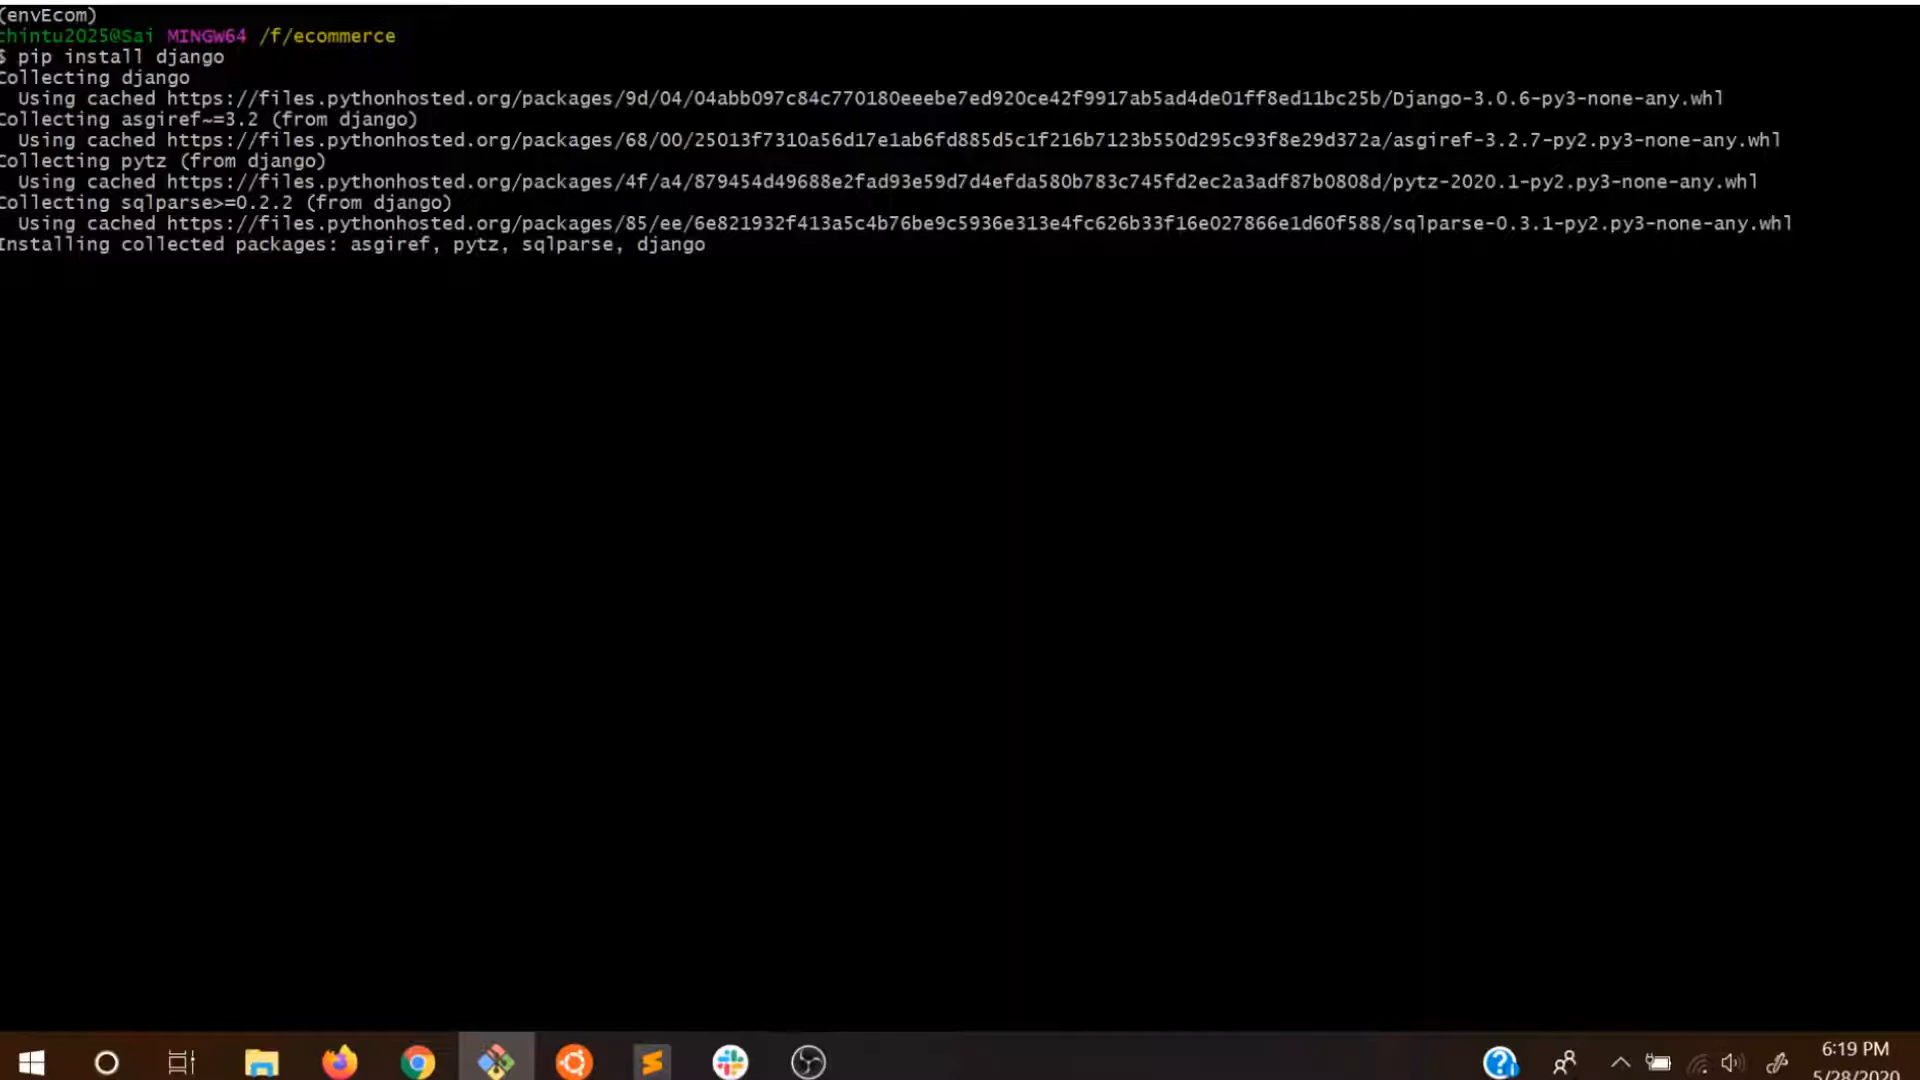 (envEcom)
chintu2025@Sai MINGW64 /f/ecommerce
$ pip install django
Collecting django
Using cached https://files.pythonhosted.org/packages/9d/04/04abb097c84c770180eeebe7ed920ce42f9917ab5ad4de01ff8ed11bc25b/Django-3.0.6-py3-none-any.whl
Collecting asgiref~=3.2 (from django)
Using cached https://files.pythonhosted.org/packages/68/00/25013f7310a56d17e1ab6fd885d5c1f216b7123b550d295c93f8e29d372a/asgiref-3.2.7-py2.py3-none-any.whl
Collecting pytz (from django)
Using cached https://files.pythonhosted.org/packages/4f/a4/879454d49688e2fad93e59d7d4efda580b783c745fd2ec2a3adf87b0808d/pytz-2020.1-py2.py3-none-any.whl
Collecting sqlparse>=0.2.2 (from django)
Using cached https://files.pythonhosted.org/packages/85/ee/6e821932f413a5c4b76be9c5936e313e4fc626b33f16e027866e1d60f588/sqlparse-0.3.1-py2.py3-none-any.whl
Installing collected packages: asgiref, pytz, sqlparse, django
6:19 PM
5/28/2020